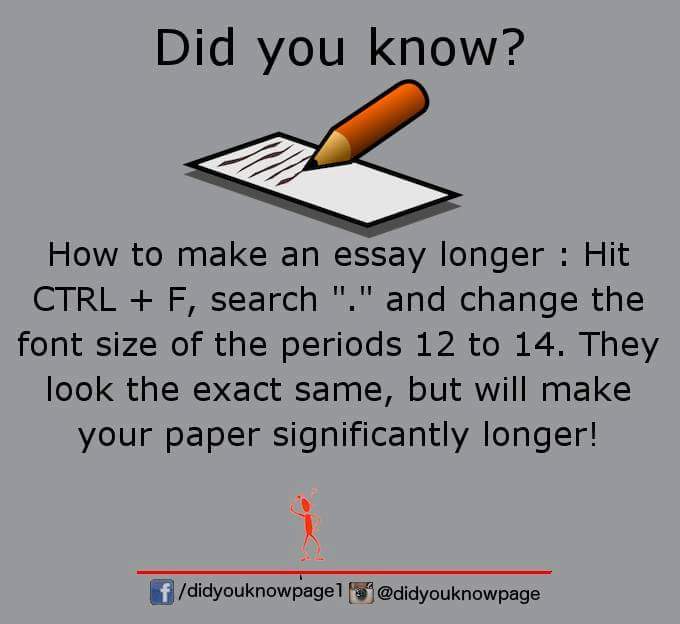 Did you know?
How to make an essay longer : Hit
CTRL + F, search "." and change the
font size of the periods 12 to 14. They
look the exact same, but will make
your paper significantly longer!
/didyouknowpage1 @didyouknowpage